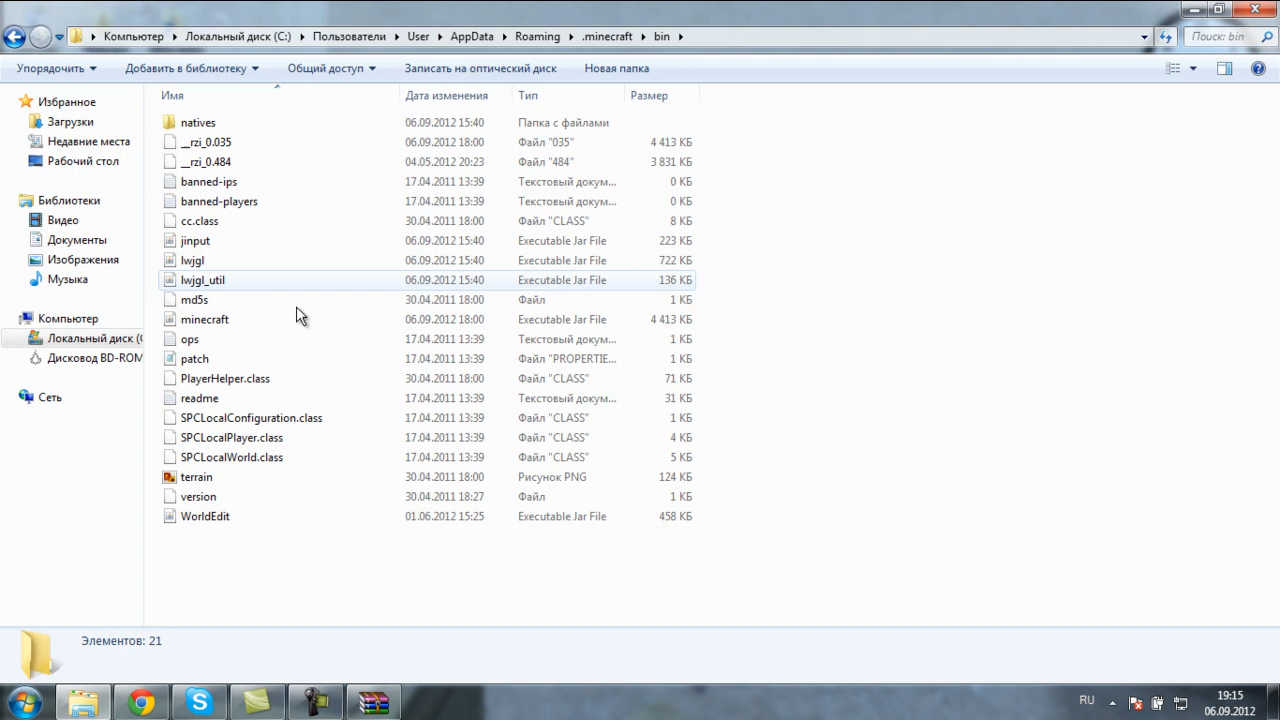 Компьютер Локальный диск (C:) Пользователи User AppData Roaming .minecraft bin Поиск: bin
Упорядочить Добавить в библиотеку Общий доступ Записать на оптический диск Новая папка
Имя Дата изменения Тип Размер
Избранное
Загрузки
Недавние места
Рабочий стол
Библиотеки
Видео
Документы
Изображения
Музыка
Компьютер
Локальный диск (C
Дисковод BD-ROM
Сеть
natives 06.09.2012 15:40 Папка с файлами
__rzi_0.035 06.09.2012 18:00 Файл "035" 4 413 КБ
__rzi_0.484 04.05.2012 20:23 Файл "484" 3 831 КБ
banned-ips 17.04.2011 13:39 Текстовый докум... 0 КБ
banned-players 17.04.2011 13:39 Текстовый докум... 0 КБ
cc.class 30.04.2011 18:00 Файл "CLASS" 8 КБ
jinput 06.09.2012 15:40 Executable Jar File 223 КБ
lwjgl 06.09.2012 15:40 Executable Jar File 722 КБ
lwjgl_util 06.09.2012 15:40 Executable Jar File 136 КБ
md5s 30.04.2011 18:00 Файл 1 КБ
minecraft 06.09.2012 18:00 Executable Jar File 4 413 КБ
ops 17.04.2011 13:39 Текстовый докум... 1 КБ
patch 17.04.2011 13:39 Файл "PROPERTIE... 1 КБ
PlayerHelper.class 30.04.2011 18:00 Файл "CLASS" 71 КБ
readme 17.04.2011 13:39 Текстовый докум... 31 КБ
SPCLocalConfiguration.class 17.04.2011 13:39 Файл "CLASS" 1 КБ
SPCLocalPlayer.class 17.04.2011 13:39 Файл "CLASS" 4 КБ
SPCLocalWorld.class 17.04.2011 13:39 Файл "CLASS" 5 КБ
terrain 30.04.2011 18:00 Рисунок PNG 124 КБ
version 30.04.2011 18:27 Файл 1 КБ
WorldEdit 01.06.2012 15:25 Executable Jar File 458 КБ
Элементов: 21
RU 19:15
06.09.2012